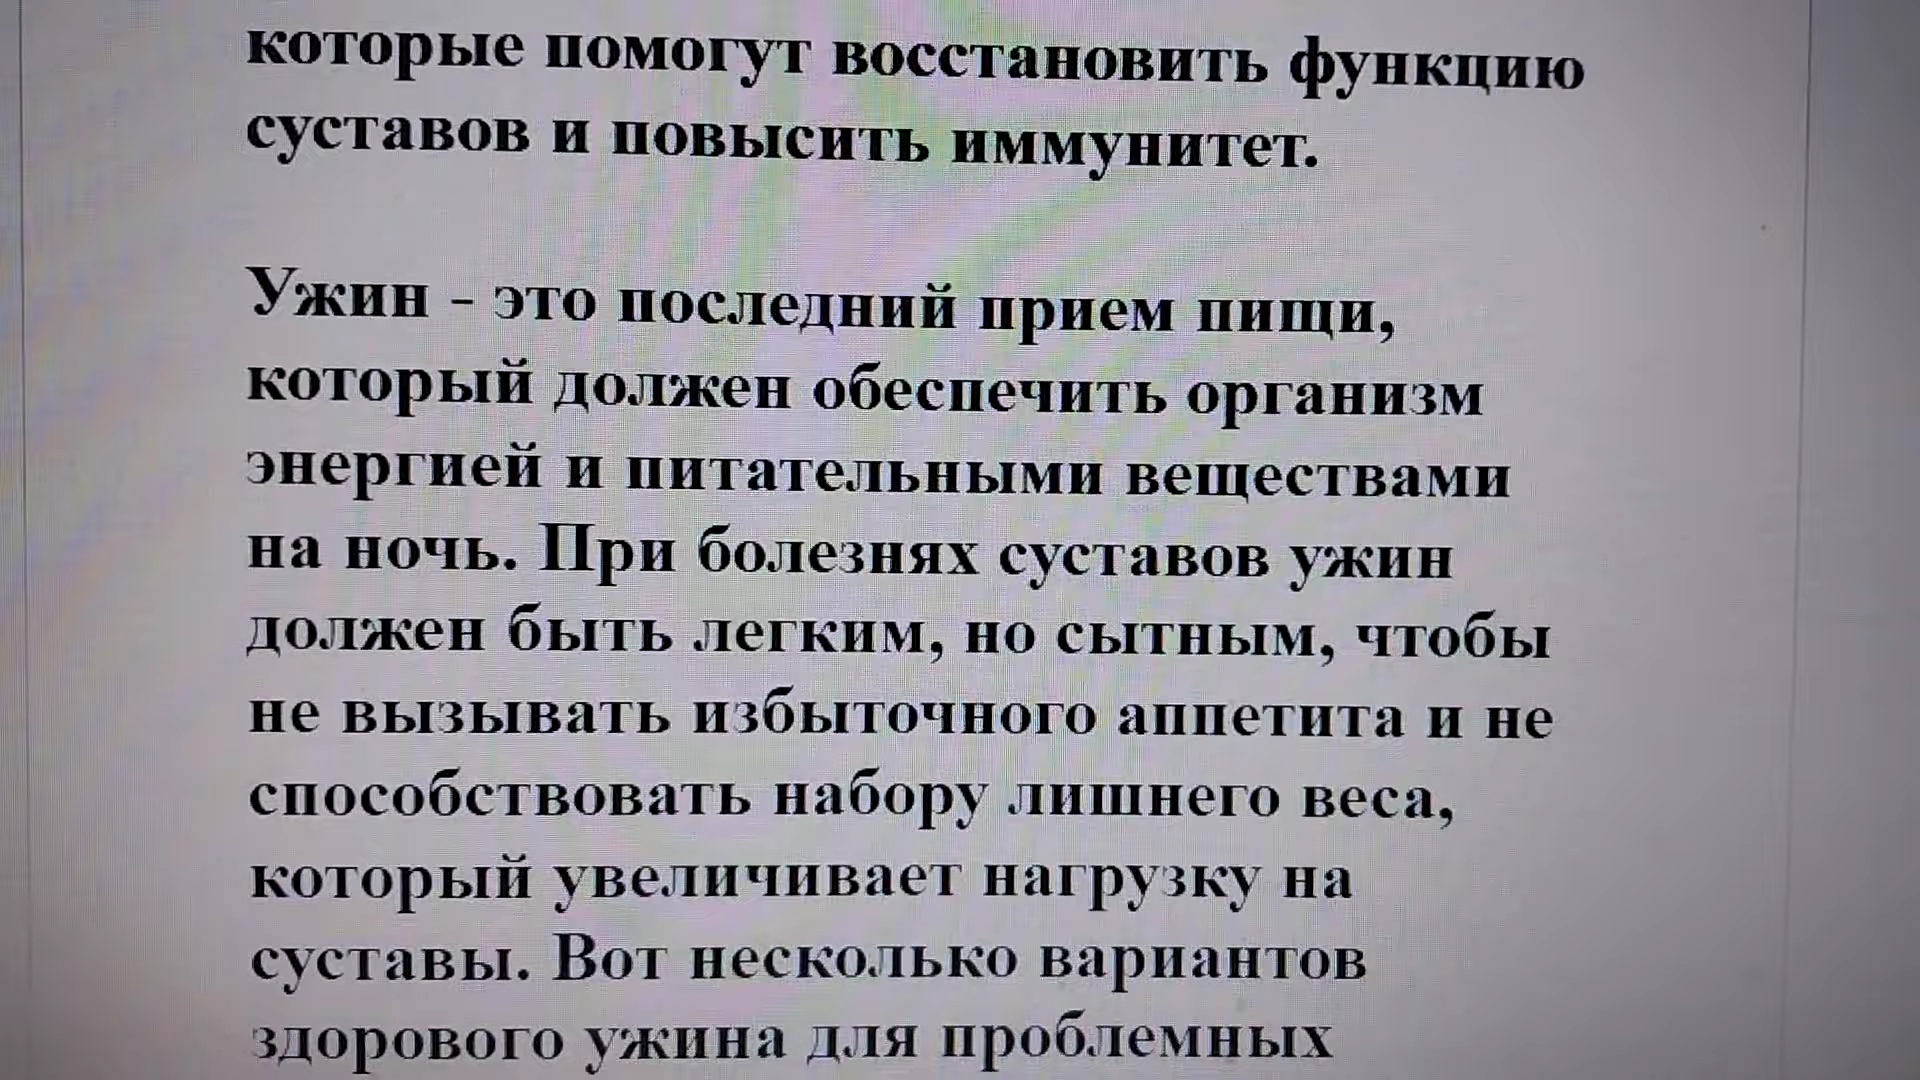 которые помогут восстановить функцию
суставов и повысить иммунитет.
Ужин - это последний прием пищи,
который должен обеспечить организм
энергией и питательными веществами
на ночь. При болезнях суставов ужин
должен быть легким, но сытным, чтобы
не вызывать избыточного аппетита и не
способствовать набору лишнего веса,
который увеличивает нагрузку на
суставы. Вот несколько вариантов
здорового ужина для проблемных